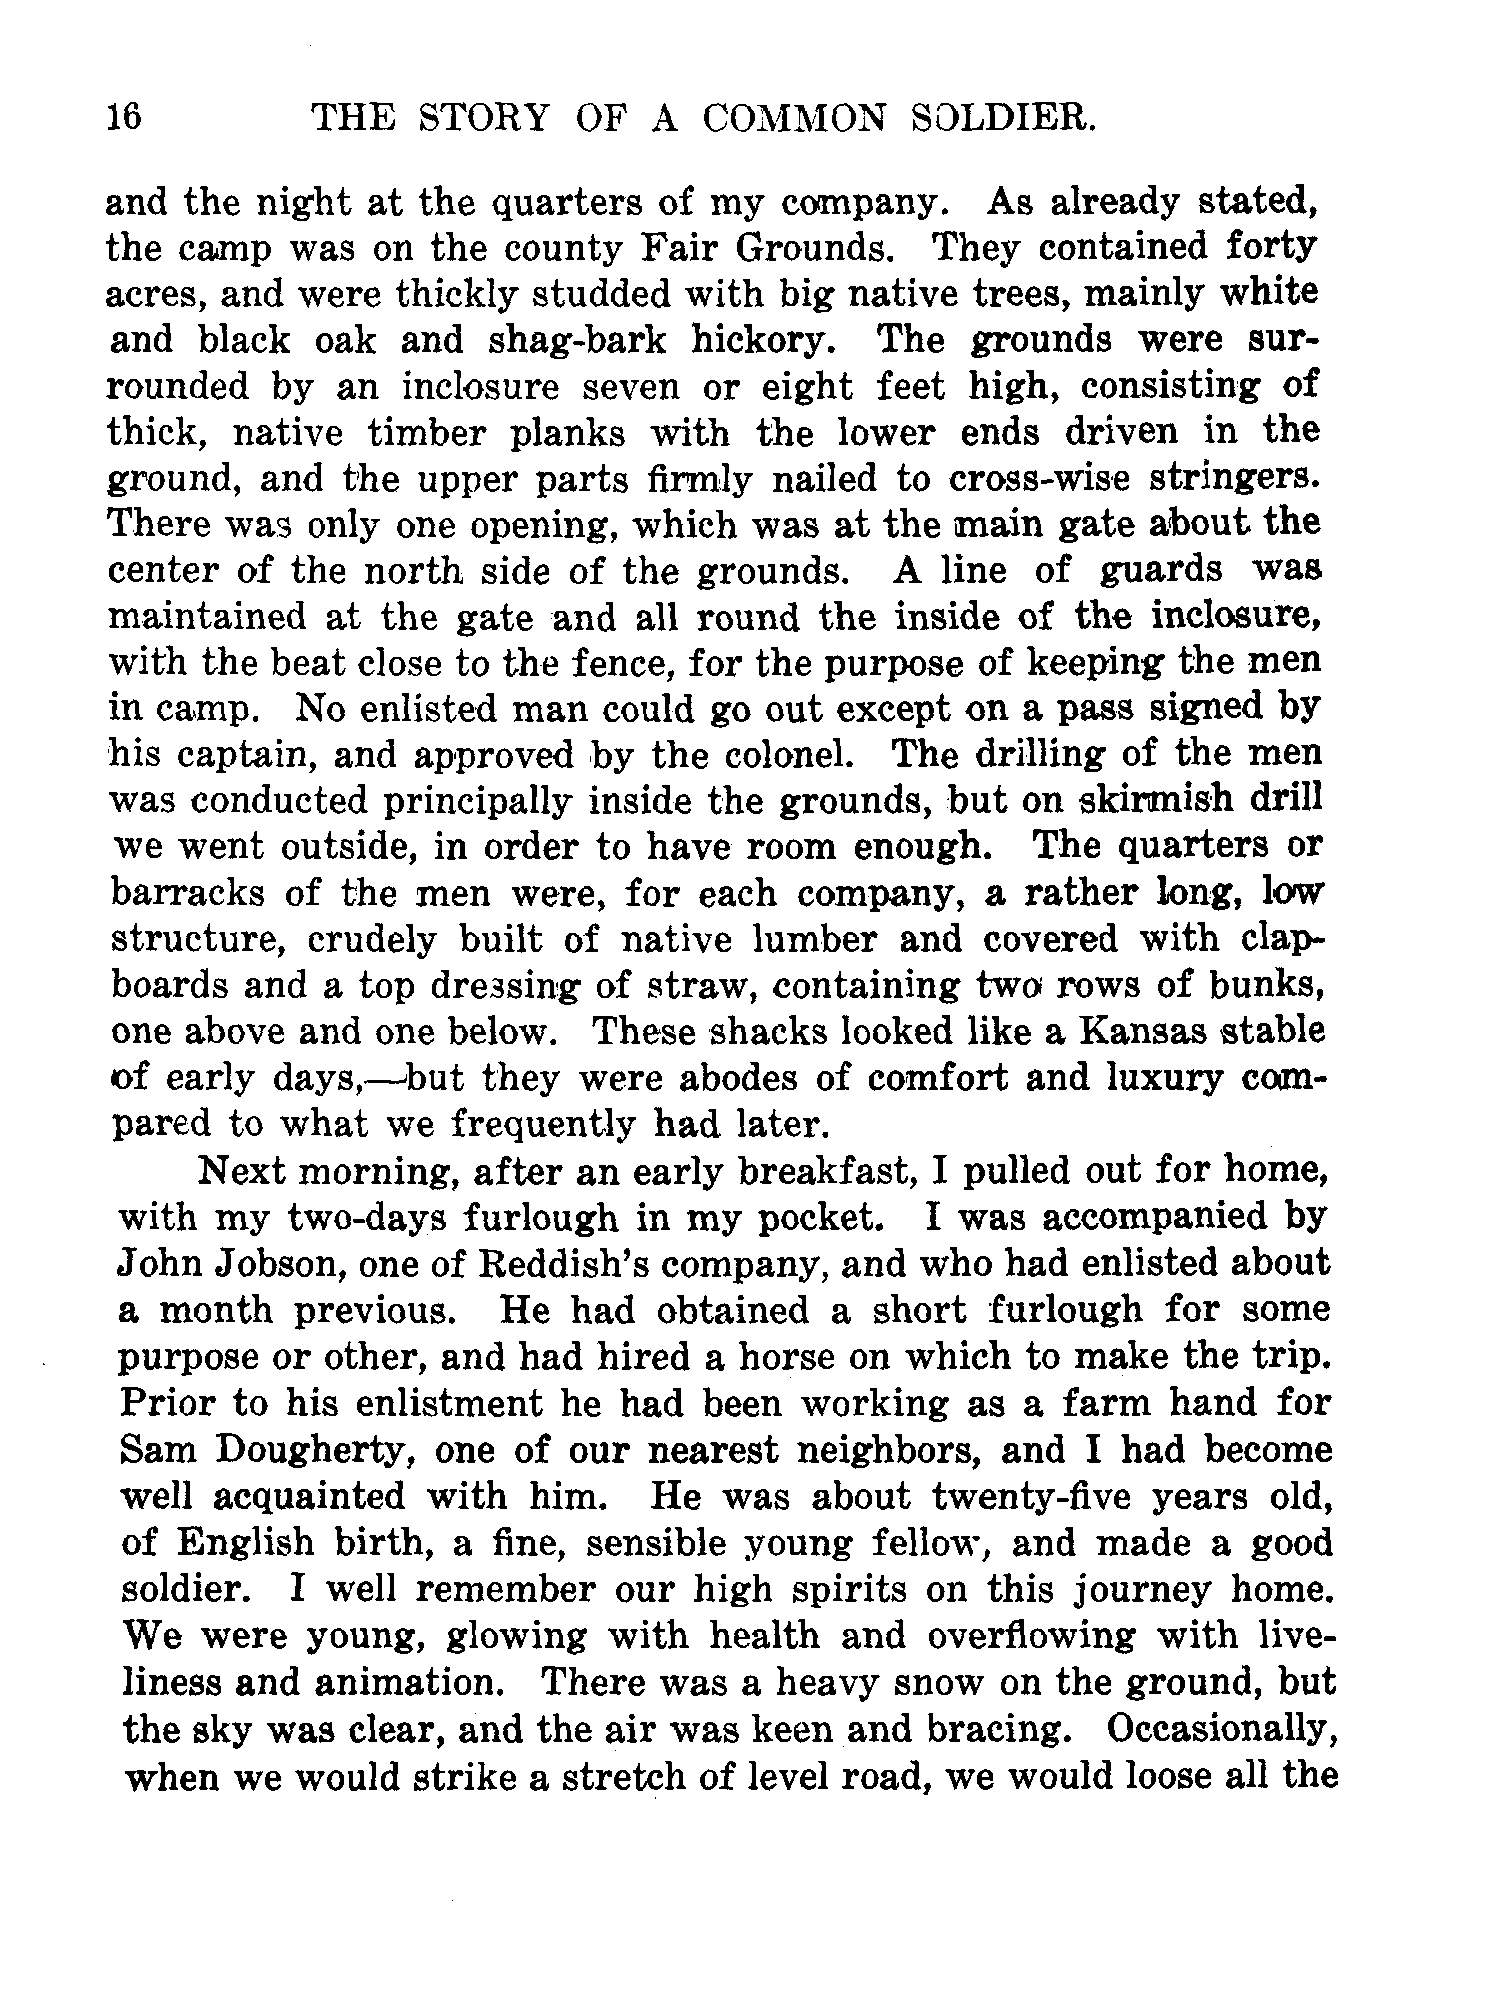 16 THE STORY OF A COMMON SOLDIER.
and the night at the quarters of my company. As already stated,
the camp was on the county Fair Grounds. They contained forty
acres, and were thickly studded with big native trees, mainly white
and black oak and shag-bark hickory. The grounds were sur-
rounded by an inclosure seven or eight feet high, consisting of
thick, native timber planks with the lower ends driven in the
ground, and the upper parts firmly nailed to cross-wise stringers.
There was only one opening, which was at the main gate about the
center of the north side of the grounds. A line of guards was
maintained at the gate and all round the inside of the inclosure,
with the beat close to the fence, for the purpose of keeping the men
in camp. No enlisted man could go out except on a pass signed by
his captain, and approved by the colonel. The drilling of the men
was conducted principally inside the grounds, but on skirmish drill
we went outside, in order to have room enough. The quarters or
barracks of the men were, for each company, a rather long, low
structure, crudely built of native lumber and covered with clap-
boards and a top dressing of straw, containing two rows of bunks,
one above and one below. These shacks looked like a Kansas stable
of early days,—but they were abodes of comfort and luxury com-
pared to what we frequently had later.
Next morning, after an early breakfast, I pulled out for home,
with my two-days furlough in my pocket. I was accompanied by
John Jobson, one of Reddish's company, and who had enlisted about
a month previous. He had obtained a short furlough for some
purpose or other, and had hired a horse on which to make the trip.
Prior to his enlistment he had been working as a farm hand for
Sam Dougherty, one of our nearest neighbors, and I had become
well acquainted with him. He was about twenty-five years old,
of English birth, a fine, sensible young fellow, and made a good
soldier. I well remember our high spirits on this journey home.
We were young, glowing with health and overflowing with live-
liness and animation. There was a heavy snow on the ground, but
the sky was clear, and the air was keen and bracing. Occasionally,
when we would strike a stretch of level road, we would loose all the